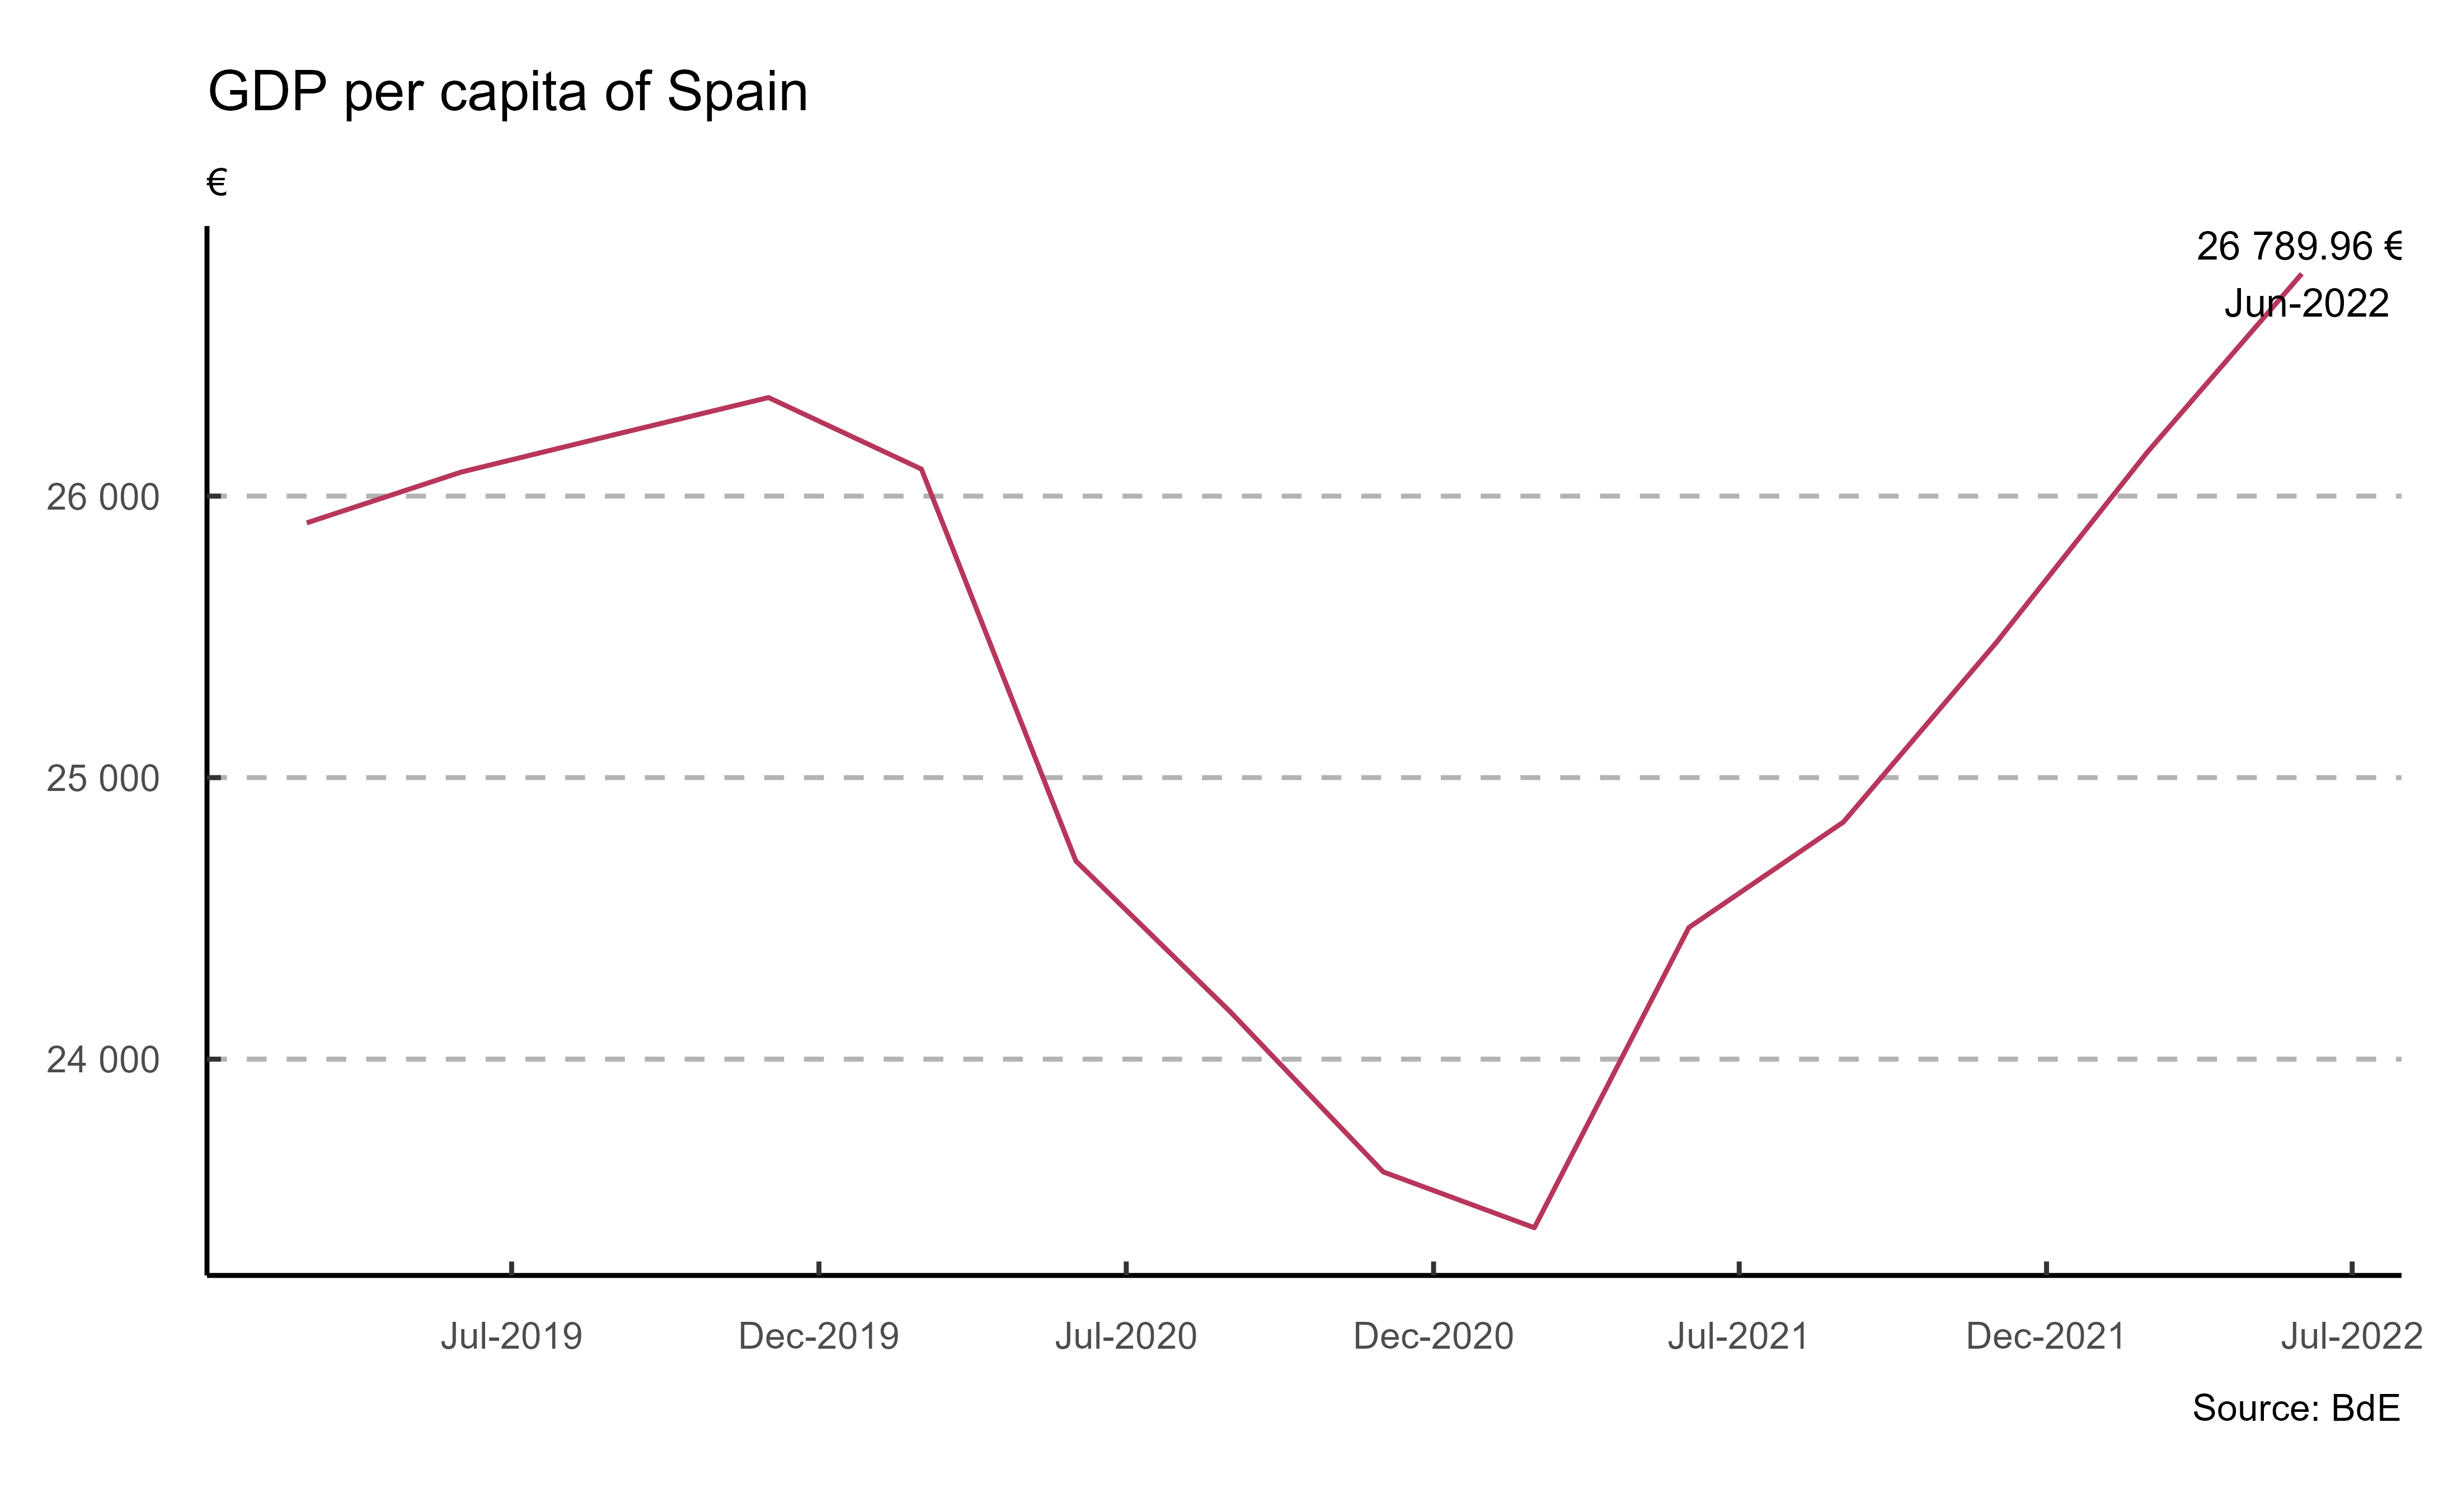 GDP per capita of Spain
€
26 789.96 €
Jun-2022
26 000
25 000
24 000
Jul-2019 Dec-2019 Jul-2020 Dec-2020 Jul-2021 Dec-2021 Jul-2022
Source: BdE